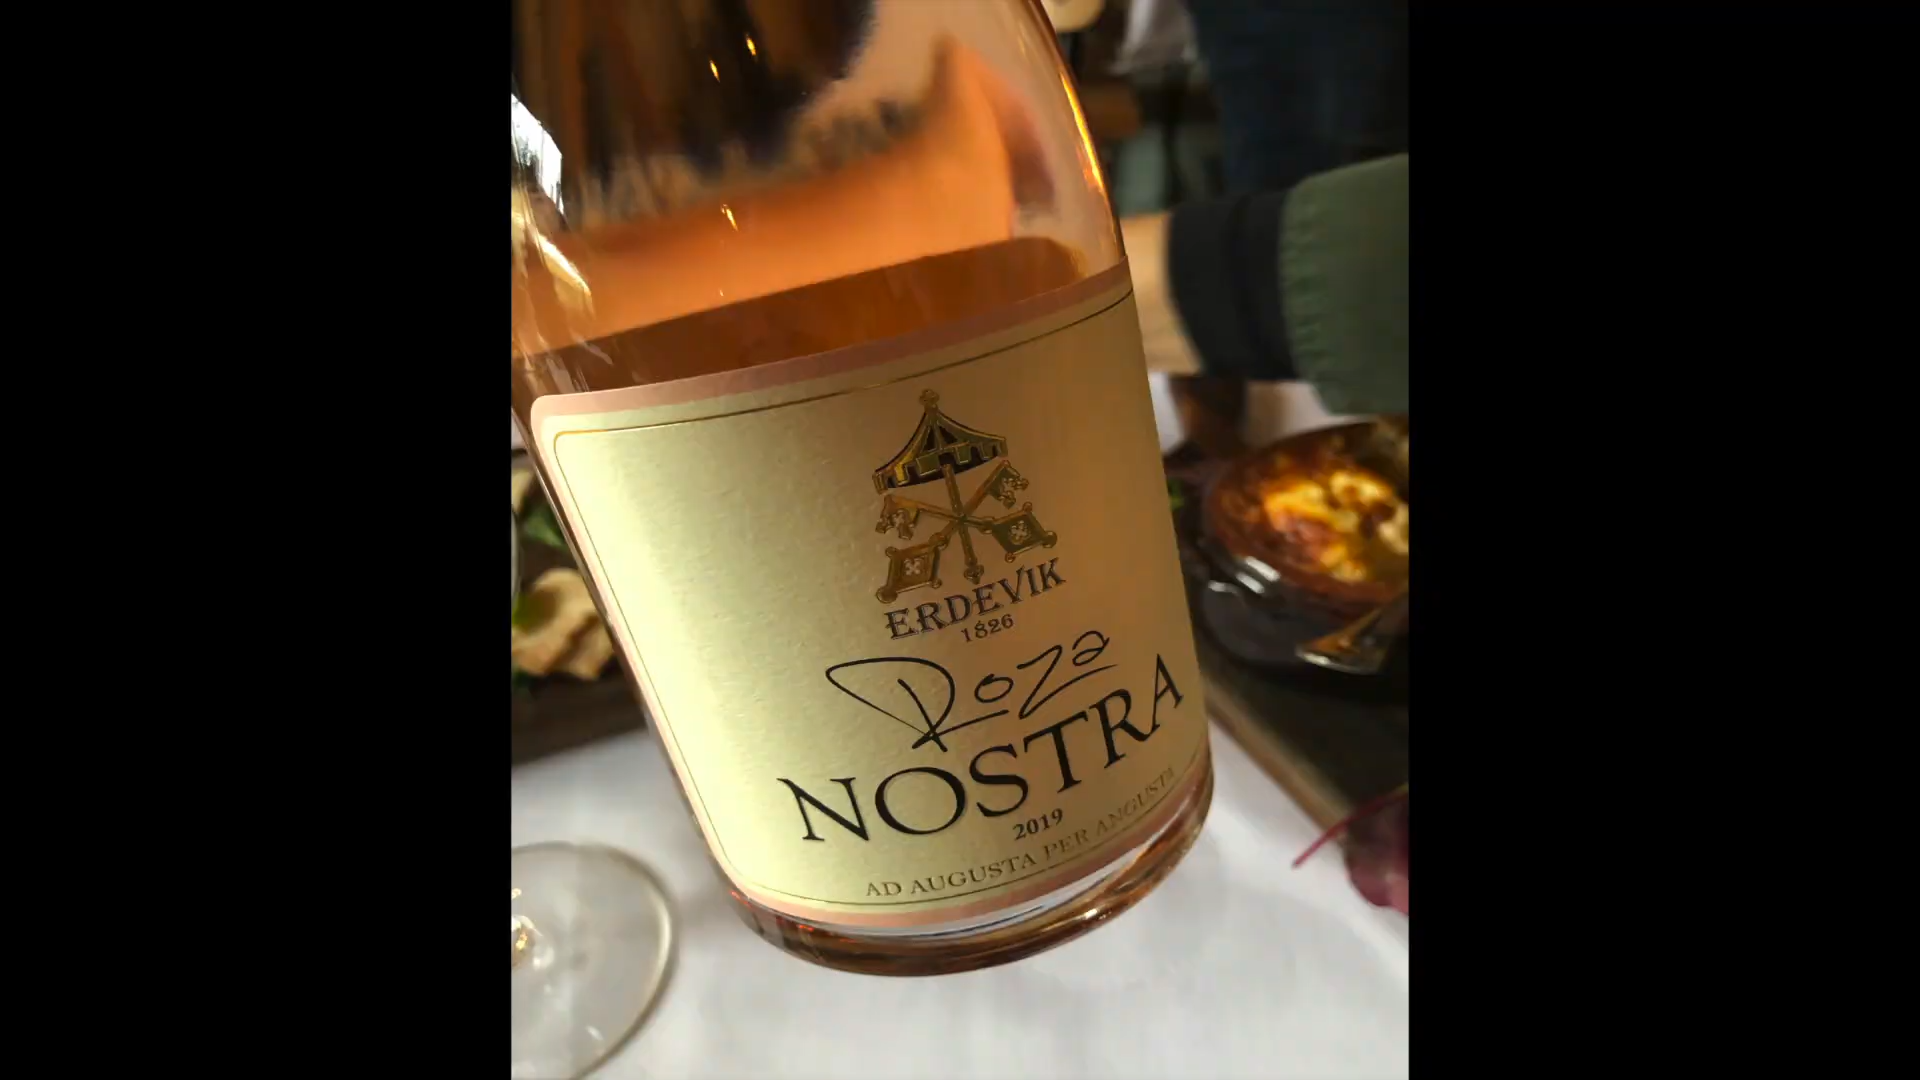 ERDEVIK
1826
Roza
NOSTRA
2019
AD AUGUSTA PER ANGUSTA